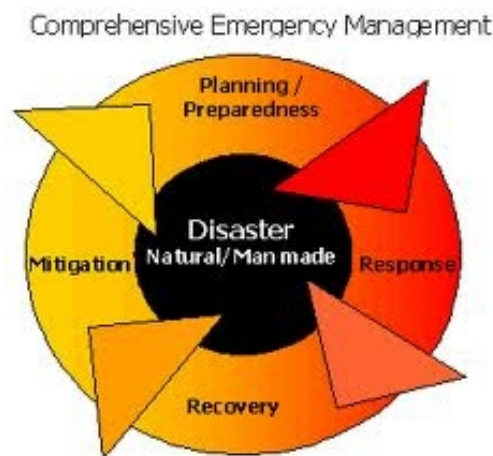 Comprehensive Emergency Management
Planning /
Preparedness
Disaster
Natural/Man made
Mitigation
Response
Recovery